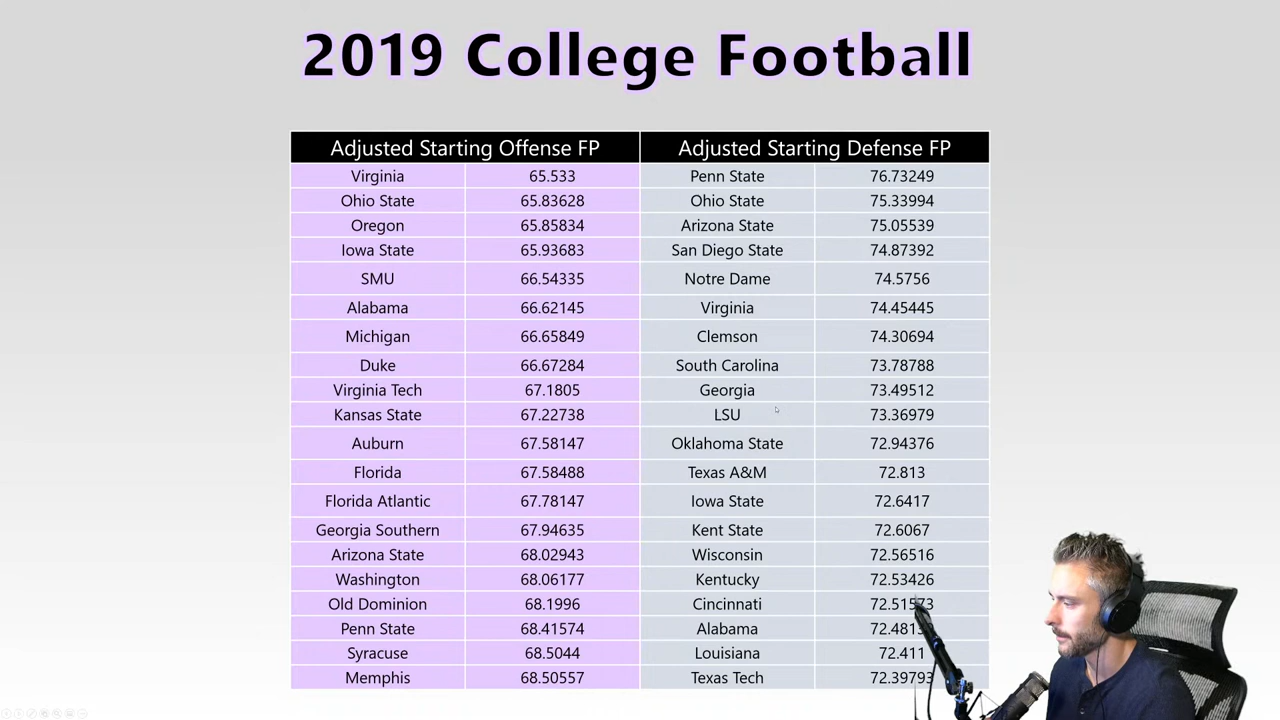 2019 College Football
Adjusted Starting Offense FP Adjusted Starting Defense FP
Virginia 65.533 Penn State 76.73249
Ohio State 65.83628 Ohio State 75.33994
Oregon 65.85834 Arizona State 75.05539
Iowa State 65.93683 San Diego State 74.87392
SMU 66.54335 Notre Dame 74.5756
Alabama 66.62145 Virginia 74.45445
Michigan 66.65849 Clemson 74.30694
Duke 66.67284 South Carolina 73.78788
Virginia Tech 67.1805 Georgia 73.49512
Kansas State 67.22738 LSU 73.36979
Auburn 67.58147 Oklahoma State 72.94376
Florida 67.58488 Texas A&M 72.813
Florida Atlantic 67.78147 Iowa State 72.6417
Georgia Southern 67.94635 Kent State 72.6067
Arizona State 68.02943 Wisconsin 72.56516
Washington 68.06177 Kentucky 72.53426
Old Dominion 68.1996 Cincinnati
Penn State 68.41574 Alabama
Syracuse 68.5044 Louisiana 72.411
Memphis 68.50557 Texas Tech 72.39793